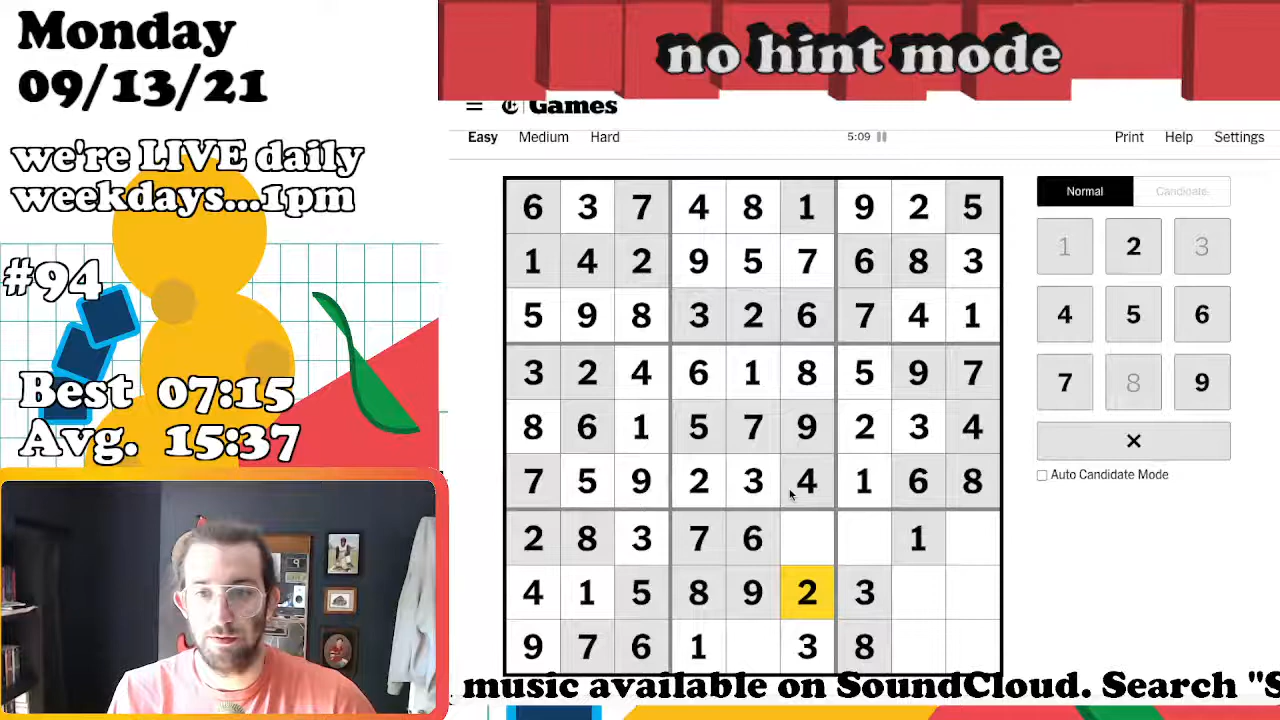 Monday
09/13/21
we're LIVE daily
weekdays...1pm
#94
Best 07:15
Avg. 15:37
no hint mode
Games
Easy Medium Hard
5:09
Print Help Settings
6 3 7 4 8 1 9 2 5
1 4 2 9 5 7 6 8 3
5 9 8 3 2 6 7 4 1
3 2 4 6 1 8 5 9 7
8 6 1 5 7 9 2 3 4
7 5 9 2 3 4 1 6 8
2 8 3 7 6 1
4 1 5 8 9 2 3
9 7 6 1 3 8
Normal Candidate
1 2 3
4 5 6
7 8 9
×
Auto Candidate Mode
music available on SoundCloud. Search "S